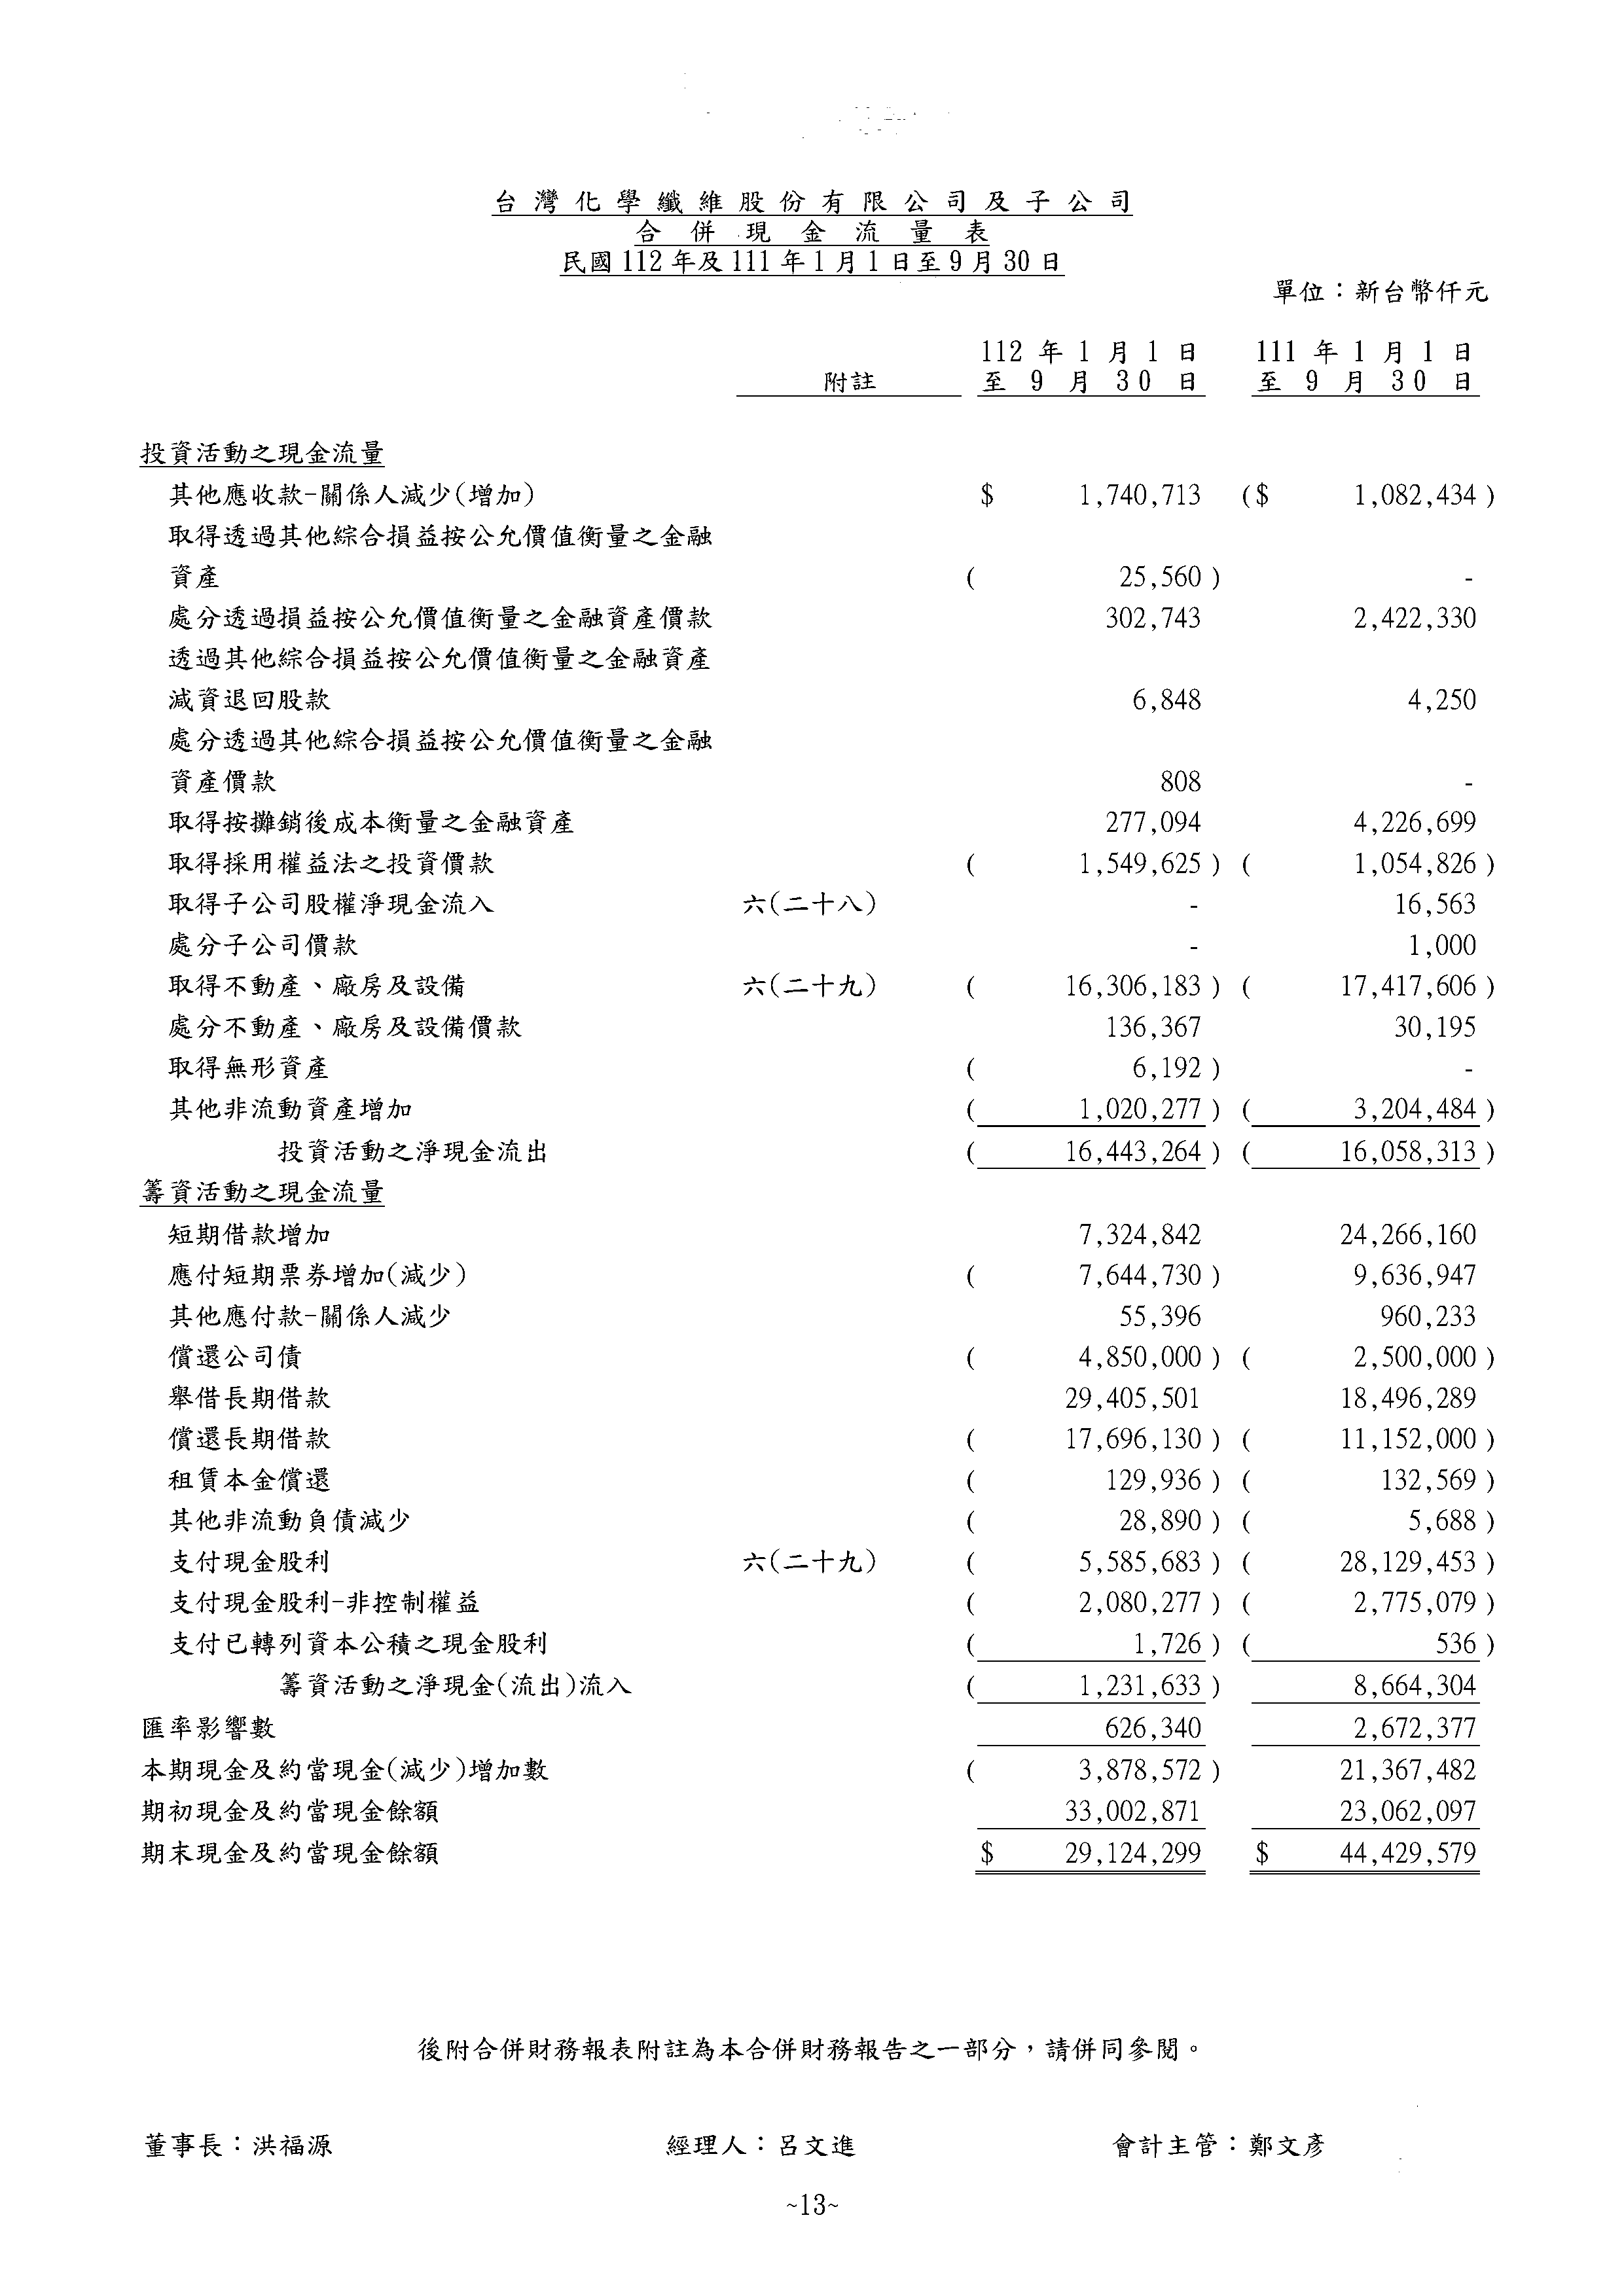 台灣化學纖維股份有限公司及子公司
合併現金流量表
民國112年及111年1月1日至9月30日
單位：新台幣仟元
112年1月1日 111年1月1日
附註 至9月30日 至9月30日
投資活動之現金流量
其他應收款-關係人減少(增加) $ 1,740,713 ($ 1,082,434)
取得透過其他綜合損益按公允價值衡量之金融
資產 ( 25,560) -
處分透過損益按公允價值衡量之金融資產價款 302,743 2,422,330
透過其他綜合損益按公允價值衡量之金融資產
減資退回股款 6,848 4,250
處分透過其他綜合損益按公允價值衡量之金融
資產價款 808 -
取得按攤銷後成本衡量之金融資產 277,094 4,226,699
取得採用權益法之投資價款 ( 1,549,625) ( 1,054,826)
取得子公司股權淨現金流入 六(二十八) - 16,563
處分子公司價款 - 1,000
取得不動產、廠房及設備 六(二十九) ( 16,306,183) ( 17,417,606)
處分不動產、廠房及設備價款 136,367 30,195
取得無形資產 ( 6,192) -
其他非流動資產增加 ( 1,020,277) ( 3,204,484)
投資活動之淨現金流出 ( 16,443,264) ( 16,058,313)
籌資活動之現金流量
短期借款增加 7,324,842 24,266,160
應付短期票券增加(減少) ( 7,644,730) 9,636,947
其他應付款-關係人減少 55,396 960,233
償還公司債 ( 4,850,000) ( 2,500,000)
舉借長期借款 29,405,501 18,496,289
償還長期借款 ( 17,696,130) ( 11,152,000)
租賃本金償還 ( 129,936) ( 132,569)
其他非流動負債減少 ( 28,890) ( 5,688)
支付現金股利 六(二十九) ( 5,585,683) ( 28,129,453)
支付現金股利-非控制權益 ( 2,080,277) ( 2,775,079)
支付已轉列資本公積之現金股利 ( 1,726) ( 536)
籌資活動之淨現金(流出)流入 ( 1,231,633) 8,664,304
匯率影響數 626,340 2,672,377
本期現金及約當現金(減少)增加數 ( 3,878,572) 21,367,482
期初現金及約當現金餘額 33,002,871 23,062,097
期末現金及約當現金餘額 $ 29,124,299 $ 44,429,579
後附合併財務報表附註為本合併財務報告之一部分，請併同參閱。
董事長：洪福源 經理人：呂文進 會計主管：鄭文彥
~13~